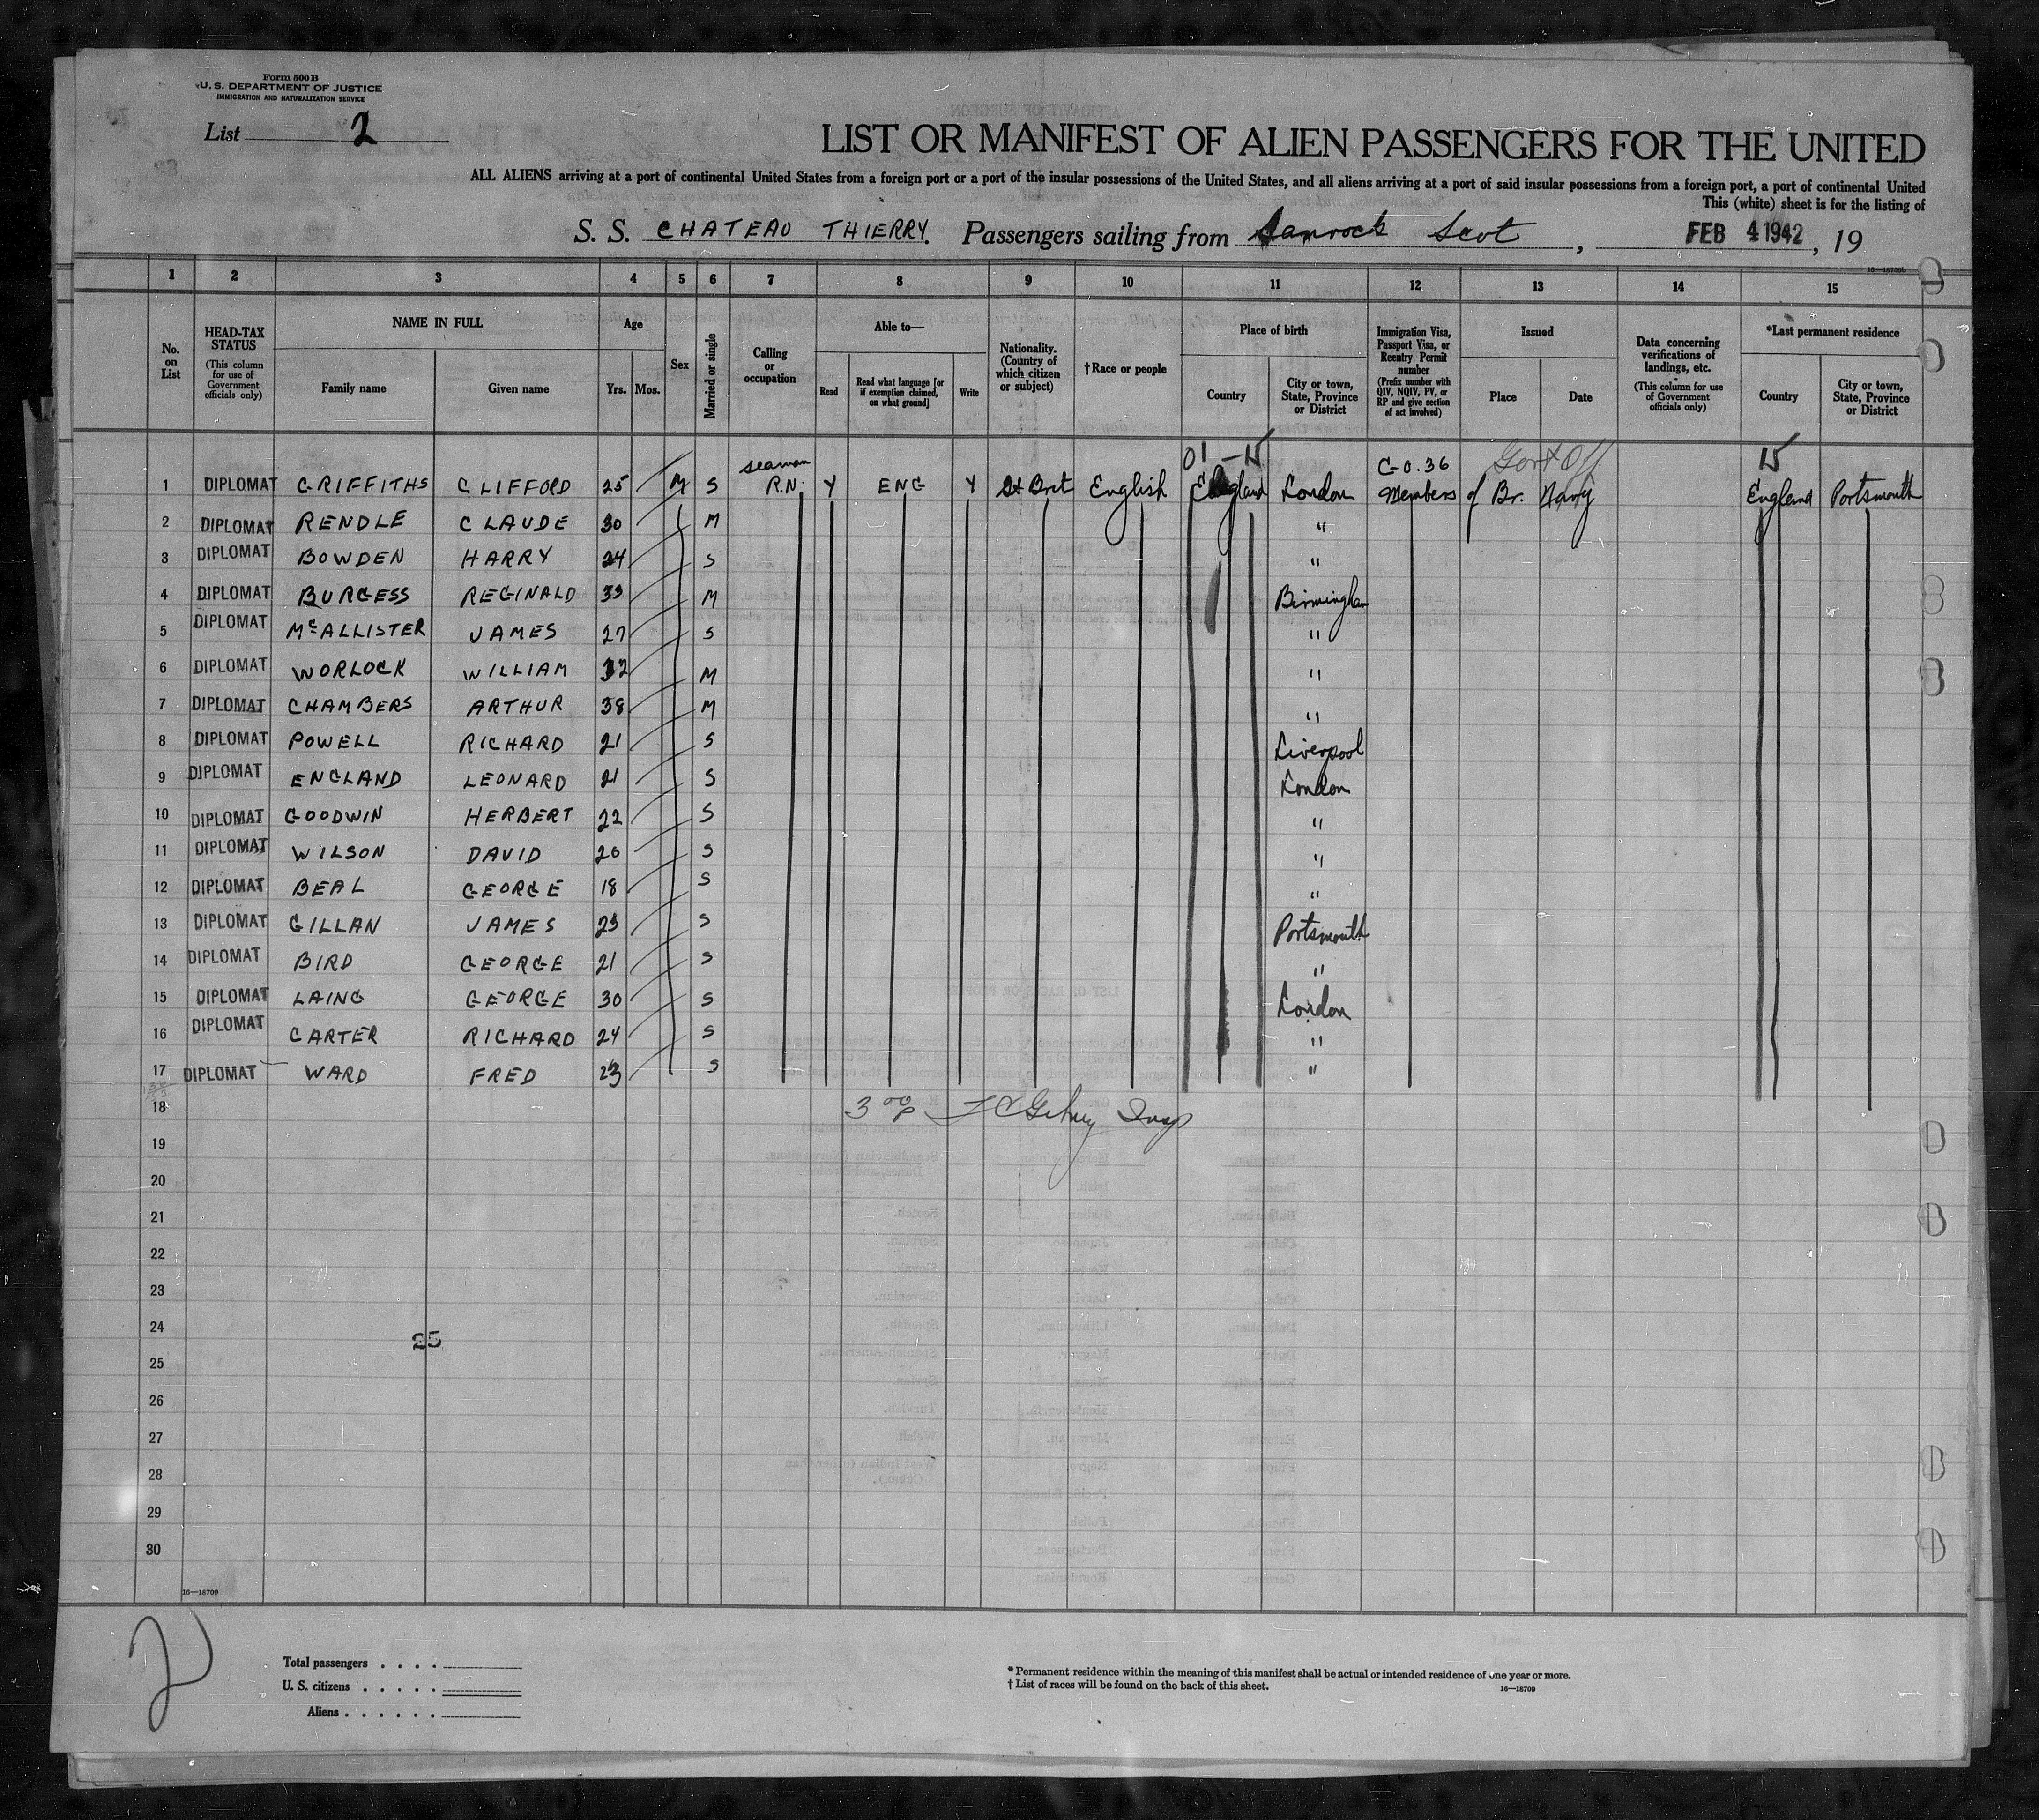 Form 500 B
U. S. DEPARTMENT OF JUSTICE
IMMIGRATION AND NATURALIZATION SERVICE
List 2
LIST OR MANIFEST OF ALIEN PASSENGERS FOR THE UNITED
ALL ALIENS arriving at a port of continental United States from a foreign port or a port of the insular possessions of the United States, and all aliens arriving at a port of said insular possessions from a foreign port, a port of continental United
This (white) sheet is for the listing of
S. S. CHATEAU THIERRY. Passengers sailing from Scot, FEB 4 1942, 19
16—18709b
1 2 3 4 5 6 7 8 9 10 11 12 13 14 15
No. on List
HEAD-TAX STATUS (This column for use of Government officials only)
NAME IN FULL Family name Given name
Age Yrs. Mos.
Sex
Married or single
Calling or occupation
Able to— Read Read what language [or if exemption claimed, on what ground] Write
Nationality. (Country of which citizen or subject)
†Race or people
Place of birth Country City or town, State, Province or District
Immigration Visa, Passport Visa, or Reentry Permit number (Prefix number with QIV, NQIV, PV, or RP and give section of act involved)
Issued Place Date
Data concerning verifications of landings, etc. (This column for use of Government officials only)
*Last permanent residence Country City or town, State, Province or District
01 – 15 Govt Off. 15
seaman C-0.36
1 DIPLOMAT GRIFFITHS CLIFFORD 25 M S R.N. Y ENG Y Gt Brit English England London Members of Br. Navy England Portsmouth
2 DIPLOMAT RENDLE CLAUDE 30 M "
3 DIPLOMAT BOWDEN HARRY 24 S "
4 DIPLOMAT BURGESS REGINALD 39 M Birmingham
5 DIPLOMAT McALLISTER JAMES 27 S "
6 DIPLOMAT WORLOCK WILLIAM 32 M "
7 DIPLOMAT CHAMBERS ARTHUR 38 M "
8 DIPLOMAT POWELL RICHARD 21 S Liverpool
9 DIPLOMAT ENGLAND LEONARD 21 S London
10 DIPLOMAT GOODWIN HERBERT 22 S "
11 DIPLOMAT WILSON DAVID 20 S "
12 DIPLOMAT BEAL GEORGE 18 S "
13 DIPLOMAT GILLAN JAMES 23 S Portsmouth
14 DIPLOMAT BIRD GEORGE 21 S "
15 DIPLOMAT LAING GEORGE 30 S London
16 DIPLOMAT CARTER RICHARD 24 S "
17 DIPLOMAT WARD FRED 23 S "
18 Insp
19
20
21
22
23
24
25
25
26
27
28
29
30
16—18709
2
Total passengers . . . .
U. S. citizens . . . . .
Aliens . . . . . .
* Permanent residence within the meaning of this manifest shall be actual or intended residence of one year or more.
† List of races will be found on the back of this sheet.
16—18709